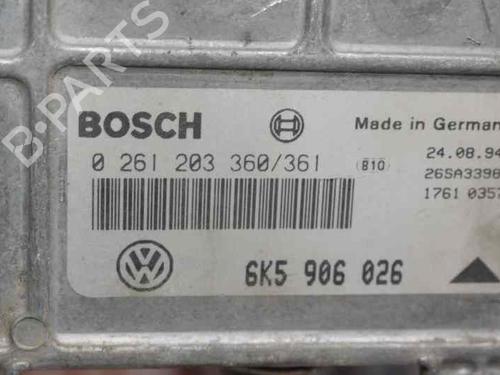 BOSCH
Made in German
0 261 203 360/361
(B10)
24.08.94
26SA3398
1761 0357
6K5 906 026
B-PARTS